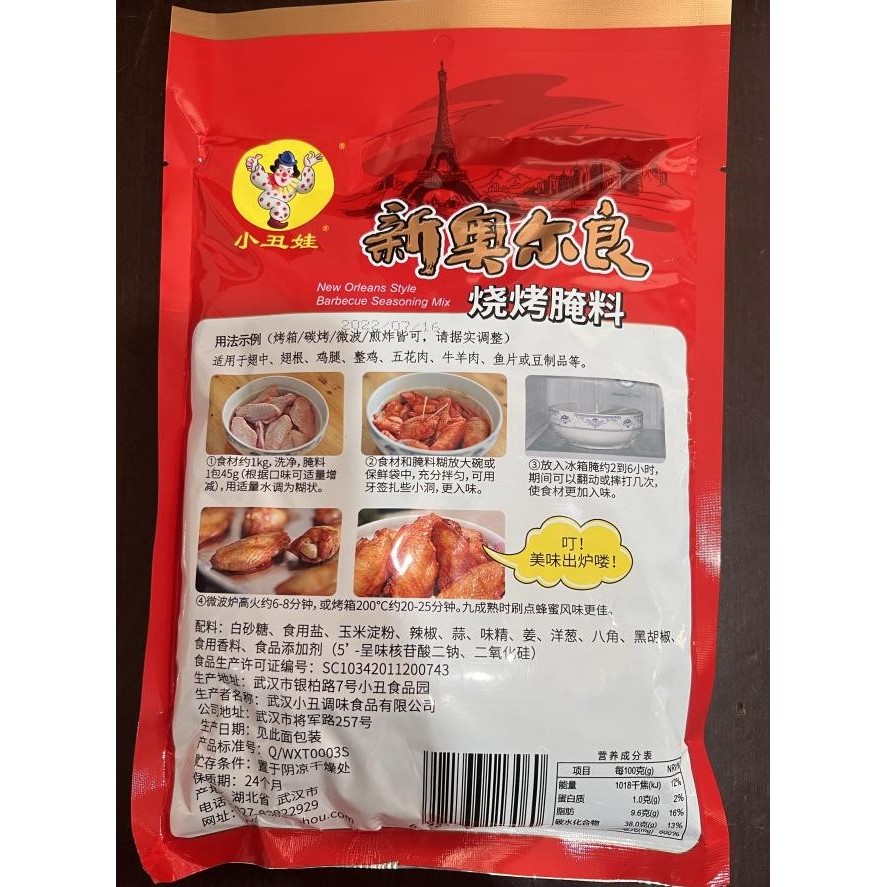 小丑娃
新奥尔良
New Orleans Style
Barbecue Seasoning Mix
烧烤腌料
2022/07/16
用法示例（烤箱/碳烤/微波/煎炸皆可，请据实调整）
适用于翅中、翅根、鸡腿、整鸡、五花肉、牛羊肉、鱼片或豆制品等。
①食材约1kg，洗净，腌料
1包45g（根据口味可适量增
减），用适量水调为糊状。
②食材和腌料糊放大碗或
保鲜袋中，充分拌匀，可用
牙签扎些小洞，更入味。
③放入冰箱腌约2到6小时，
期间可以翻动或摔打几次，
使食材更加入味。
叮！
美味出炉喽！
④微波炉高火约6-8分钟，或烤箱200℃约20-25分钟。九成熟时刷点蜂蜜风味更佳、
配料：白砂糖、食用盐、玉米淀粉、辣椒、蒜、味精、姜、洋葱、八角、黑胡椒、
食用香料、食品添加剂（5’-呈味核苷酸二钠、二氧化硅）
食品生产许可证编号：SC10342011200743
生产地址：武汉市银柏路7号小丑食品园
生产者名称：武汉小丑调味食品有限公司
公司地址：武汉市将军路257号
生产日期：见此面包装
产品标准号：Q/WXT0003S
贮存条件：置于阴凉干燥处
保质期：24个月
湖北省 武汉市
电话
网址：
营养成分表
项目 每100克(g)
能量 1018千焦(kJ) 12%
蛋白质 1.0克(g) 2%
脂肪 9.6克(g) 16%
碳水化合物 38.0克(g) 13%